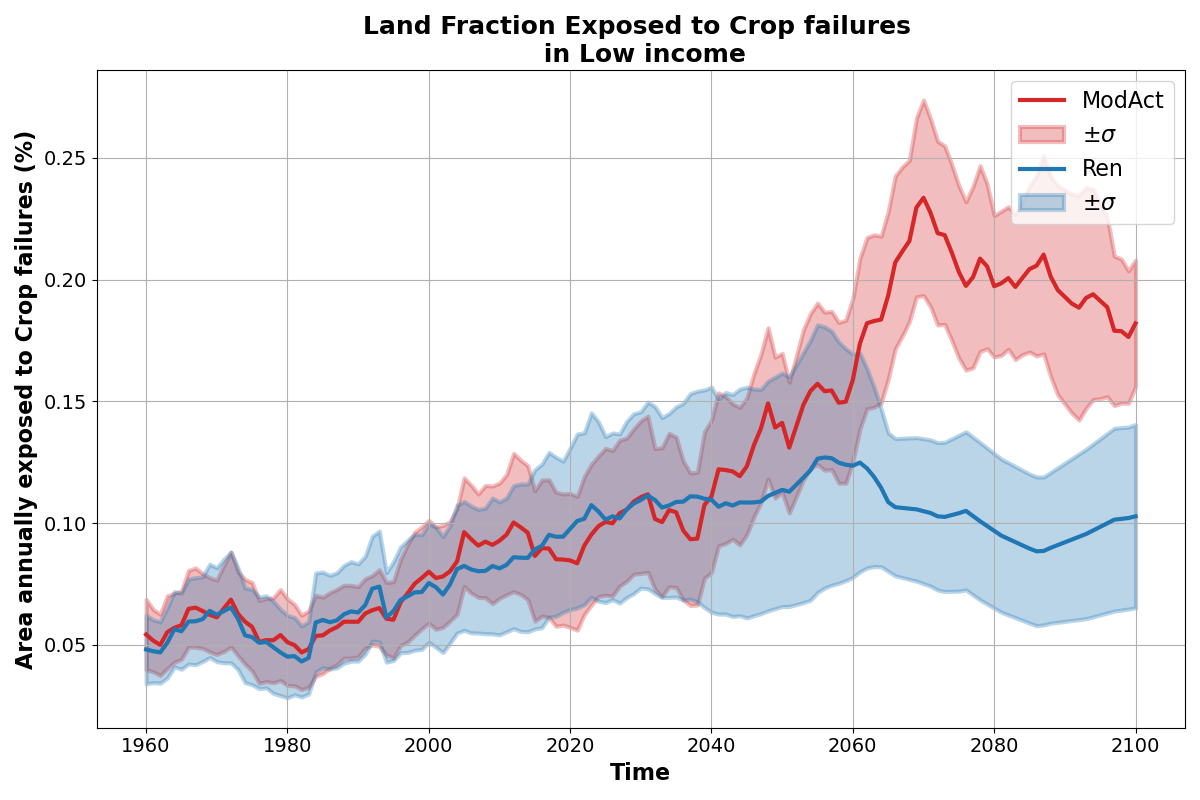 Land Fraction Exposed to Crop failures
in Low income
ModAct
±σ
Ren
±σ
Area annually exposed to Crop failures (%)
0.25
0.20
0.15
0.10
0.05
1960
1980
2000
2020
2040
2060
2080
2100
Time